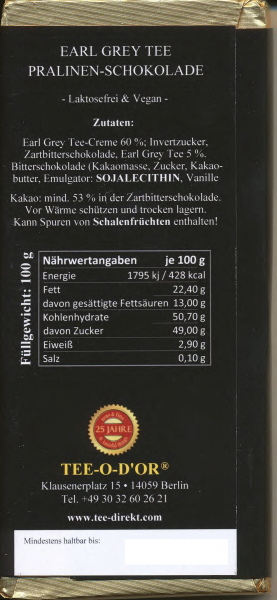 EARL GREY TEE
PRALINEN-SCHOKOLADE
- Laktosefrei & Vegan -
Zutaten:
Earl Grey Tee-Creme 60 %; Invertzucker,
Zartbitterschokolade, Earl Grey Tee 5 %.
Bitterschokolade (Kakaomasse, Zucker, Kakao-
butter, Emulgator: SOJALECITHIN, Vanille
Kakao: mind. 53 % in der Zartbitterschokolade.
Vor Wärme schützen und trocken lagern.
Kann Spuren von Schalenfrüchten enthalten!
Füllgewicht: 100 g
Nährwertangaben je 100 g
Energie 1795 kj / 428 kcal
Fett 22,40 g
davon gesättigte Fettsäuren 13,00 g
Kohlenhydrate 50,70 g
davon Zucker 49,00 g
Eiweiß 2,90 g
Salz 0,10 g
25 JAHRE
TEE-O-D'OR®
Klausenerplatz 15 • 14059 Berlin
Tel. +49 30 32 60 26 21
www.tee-direkt.com
Mindestens haltbar bis: